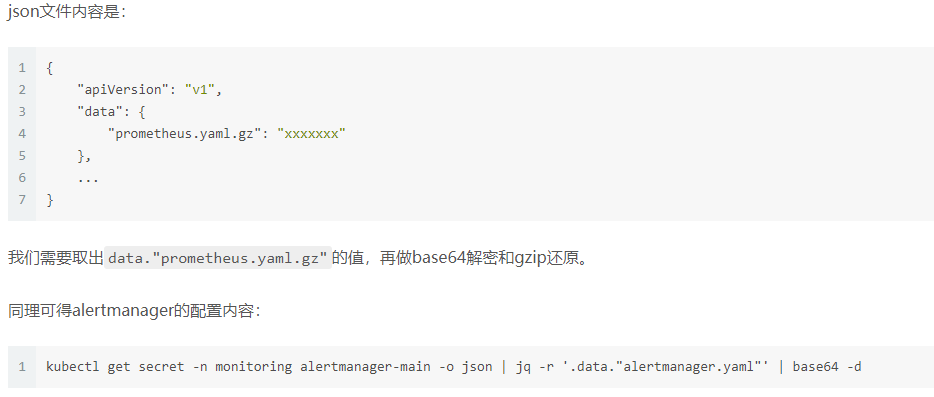 json文件内容是：
1 {
2     "apiVersion": "v1",
3     "data": {
4         "prometheus.yaml.gz": "xxxxxxx"
5     },
6     ...
7 }
我们需要取出data."prometheus.yaml.gz"的值，再做base64解密和gzip还原。
同理可得alertmanager的配置内容：
1 kubectl get secret -n monitoring alertmanager-main -o json | jq -r '.data."alertmanager.yaml"' | base64 -d